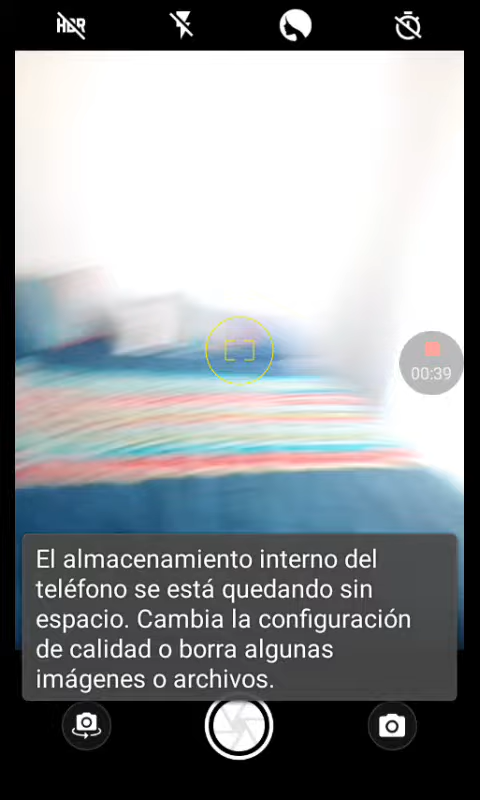 HDR
00:39
El almacenamiento interno del
teléfono se está quedando sin
espacio. Cambia la configuración
de calidad o borra algunas
imágenes o archivos.